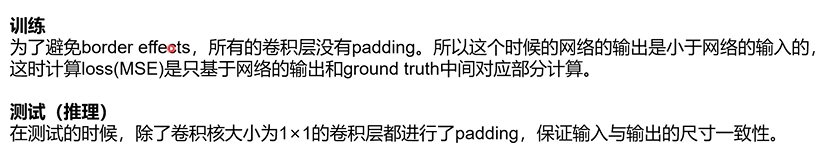 训练
为了避免border effects，所有的卷积层没有padding。所以这个时候的网络的输出是小于网络的输入的，
这时计算loss(MSE)是只基于网络的输出和ground truth中间对应部分计算。
测试（推理）
在测试的时候，除了卷积核大小为1×1的卷积层都进行了padding，保证输入与输出的尺寸一致性。